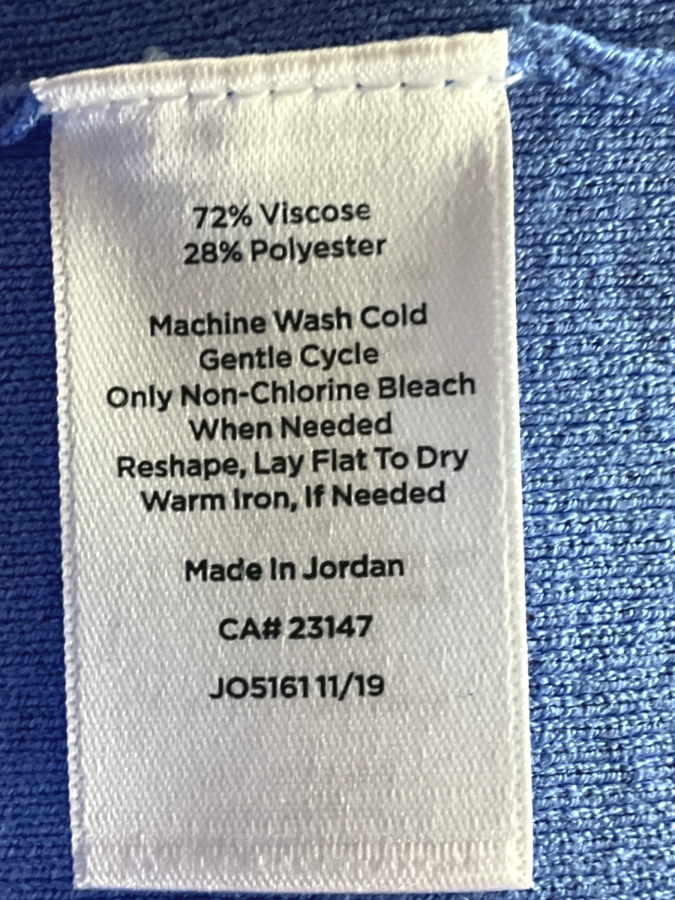 72% Viscose
28% Polyester
Machine Wash Cold
Gentle Cycle
Only Non-Chlorine Bleach
When Needed
Reshape, Lay Flat To Dry
Warm Iron, If Needed
Made In Jordan
CA# 23147
JO5161 11/19